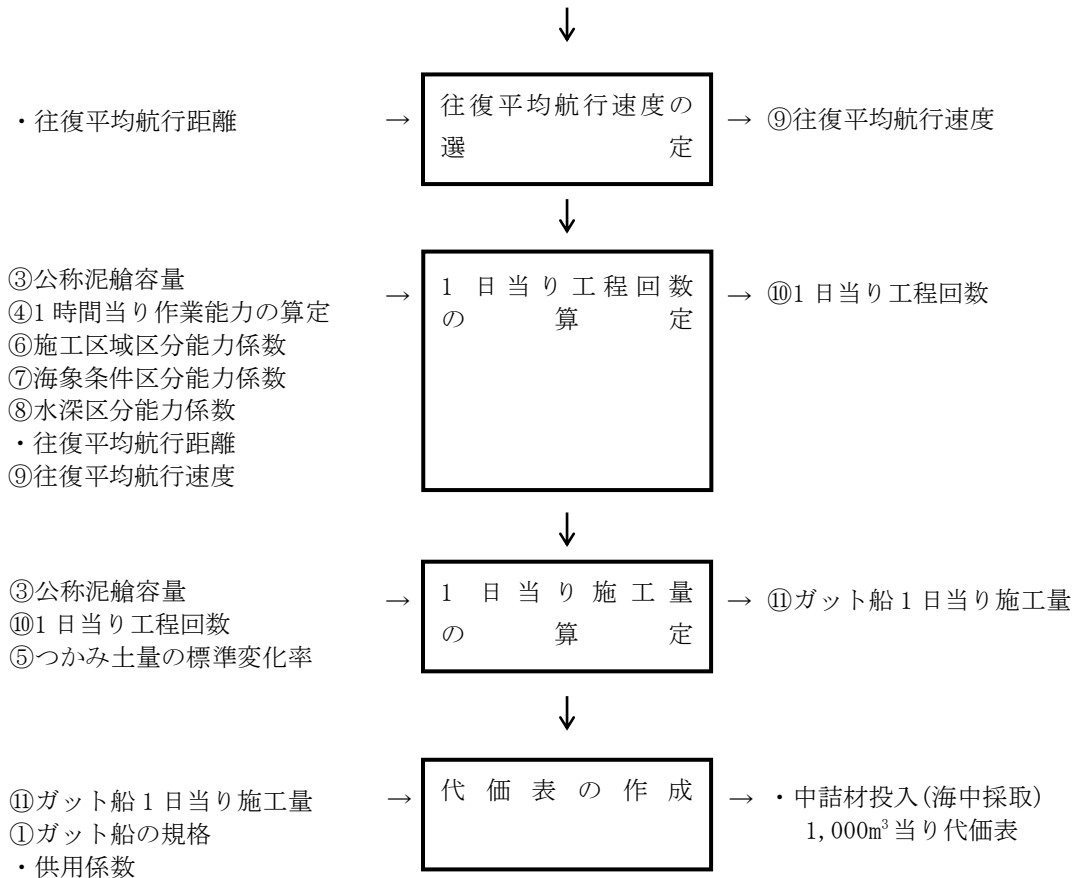 ↓
・往復平均航行距離 → 往復平均航行速度の → ⑨往復平均航行速度
選定
↓
③公称泥艙容量
④1時間当り作業能力の算定
⑥施工区域区分能力係数
⑦海象条件区分能力係数
⑧水深区分能力係数
・往復平均航行距離
⑨往復平均航行速度
→
1日当り工程回数
の算定
→ ⑩1日当り工程回数
↓
③公称泥艙容量
⑩1日当り工程回数
⑤つかみ土量の標準変化率
→
1日当り施工量
の算定
→ ⑪ガット船1日当り施工量
↓
⑪ガット船1日当り施工量
①ガット船の規格
・供用係数
→
代価表の作成
→ ・中詰材投入(海中採取)
1,000m³当り代価表